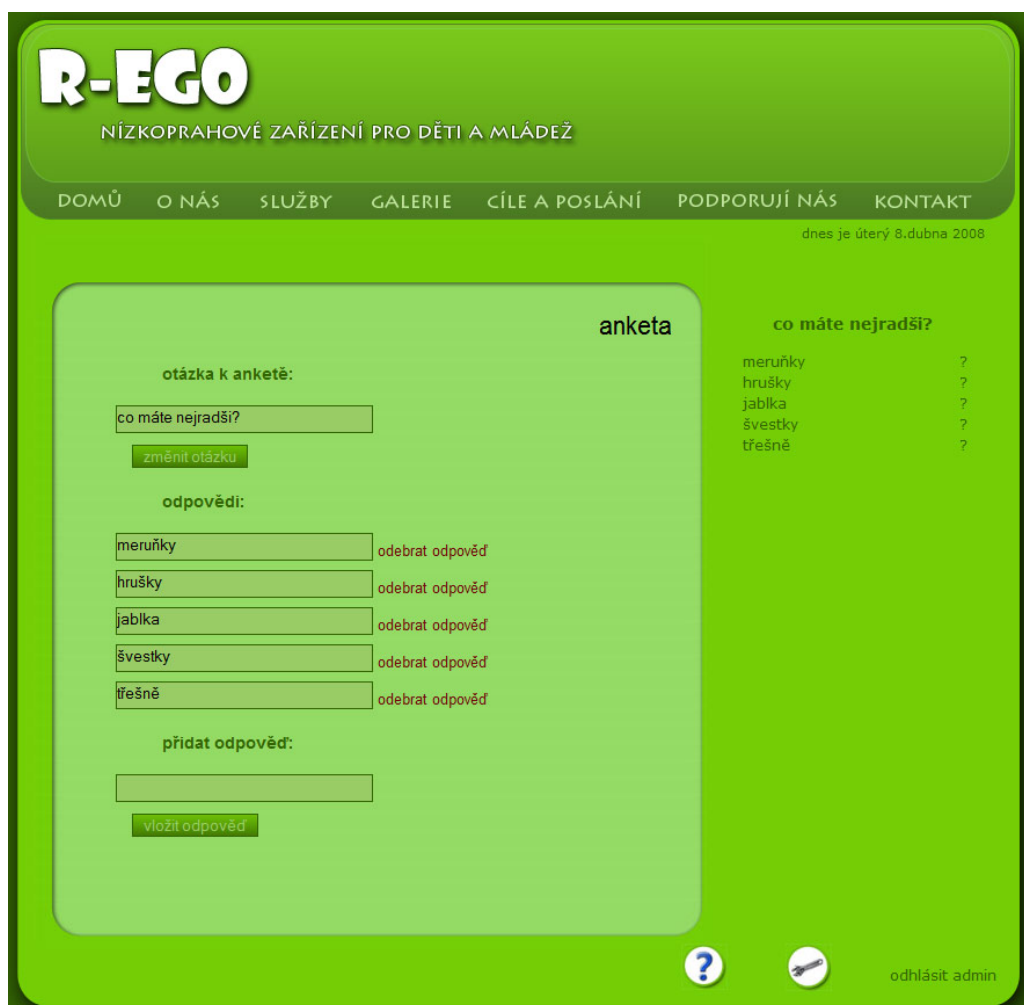 R-EGO
NÍZKOPRAHOVÉ ZAŘÍZENÍ PRO DĚTI A MLÁDEŽ
DOMŮ O NÁS SLUŽBY GALERIE CÍLE A POSLÁNÍ PODPORUJÍ NÁS KONTAKT
dnes je úterý 8.dubna 2008
anketa
otázka k anketě:
co máte nejradši?
změnit otázku
odpovědi:
meruňky odebrat odpověď
hrušky odebrat odpověď
jablka odebrat odpověď
švestky odebrat odpověď
třešně odebrat odpověď
přidat odpověď:
vložit odpověď
co máte nejradši?
meruňky ?
hrušky ?
jablka ?
švestky ?
třešně ?
?
odhlásit admin